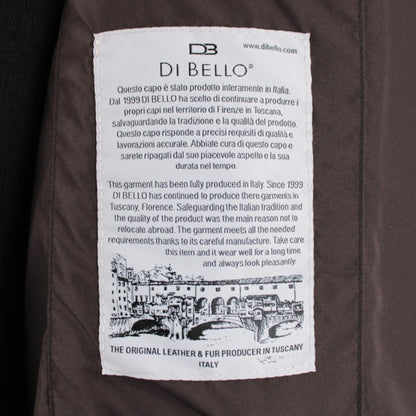 DB
www.dibello.com
DI BELLO®
Questo capo è stato prodotto interamente in Italia.
Dal 1999 DI BELLO ha scelto di continuare a produrre i
propri capi nel territorio di Firenze in Toscana,
salvaguardando la tradizione e la qualità del prodotto.
Questo capo risponde a precisi requisiti di qualità e
lavorazioni accurate. Abbiate cura di questo capo e
sarete ripagati dal suo piacevole aspetto e la sua
durata nel tempo.
This garment has been fully produced in Italy. Since 1999
DI BELLO has continued to produce there garments in
Tuscany, Florence. Safeguarding the Italian tradition and
the quality of the product was the main reason not to
relocate abroad. The garment meets all the needed
requirements thanks to its careful manufacture. Take care
this item and it wear well for a long time
and always look pleasantly.
THE ORIGINAL LEATHER & FUR PRODUCER IN TUSCANY
ITALY